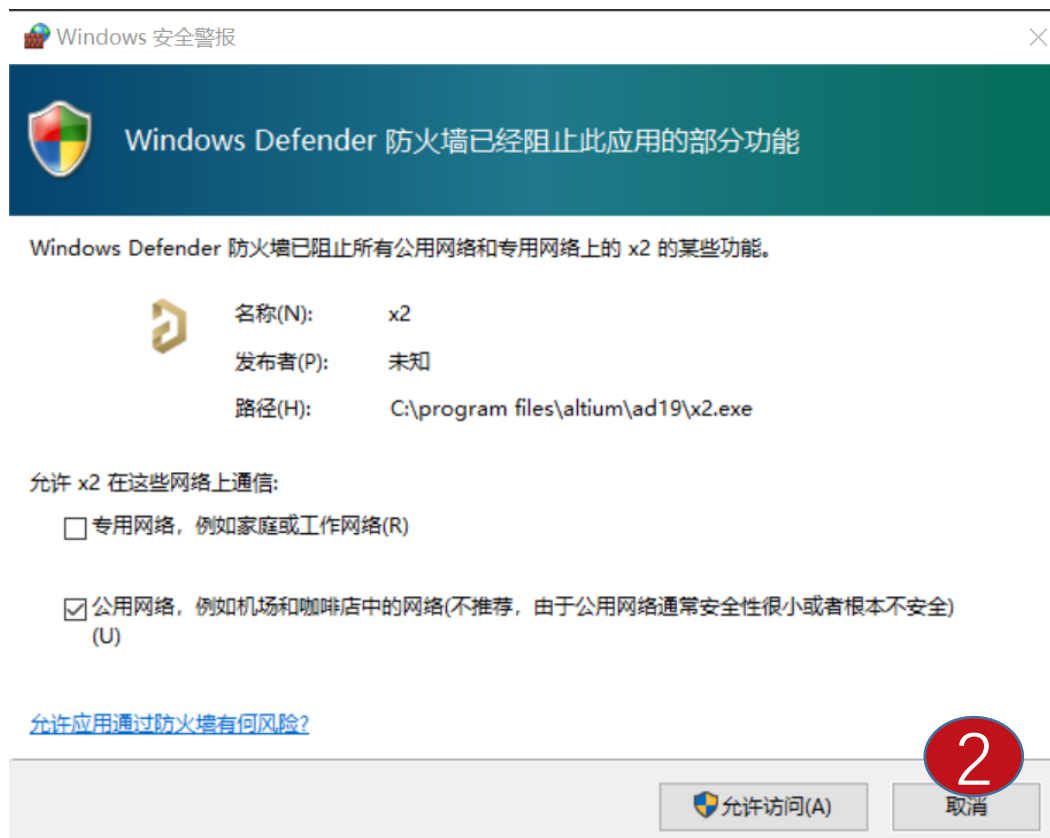 Windows 安全警报
Windows Defender 防火墙已经阻止此应用的部分功能
Windows Defender 防火墙已阻止所有公用网络和专用网络上的 x2 的某些功能。
名称(N): x2
发布者(P): 未知
路径(H): C:\program files\altium\ad19\x2.exe
允许 x2 在这些网络上通信:
专用网络，例如家庭或工作网络(R)
公用网络，例如机场和咖啡店中的网络(不推荐，由于公用网络通常安全性很小或者根本不安全)
(U)
允许应用通过防火墙有何风险?
2
允许访问(A) 取消